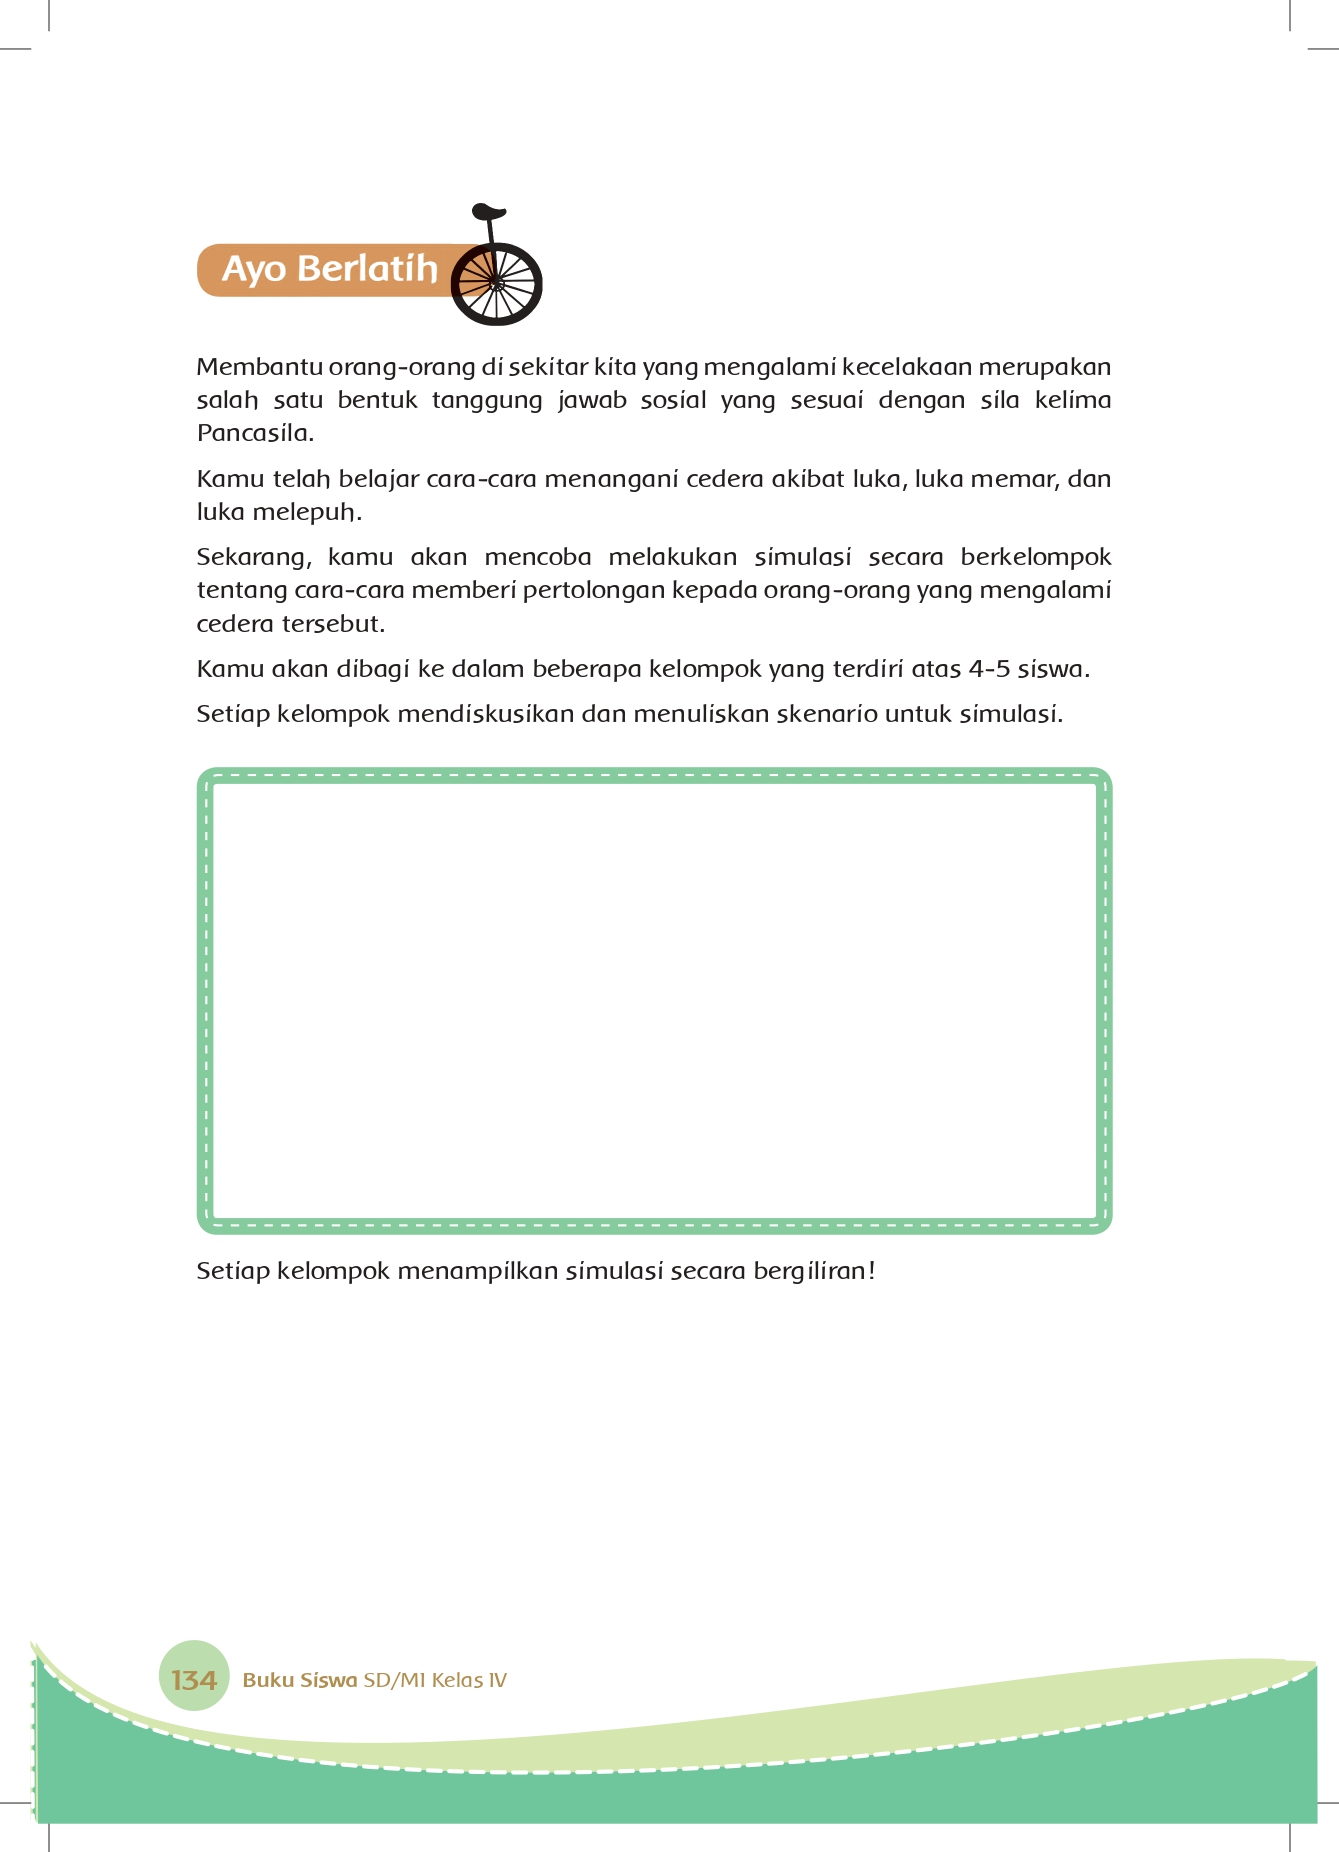 Ayo Berlatih
Membantu orang-orang di sekitar kita yang mengalami kecelakaan merupakan
salah satu bentuk tanggung jawab sosial yang sesuai dengan sila kelima
Pancasila.
Kamu telah belajar cara-cara menangani cedera akibat luka, luka memar, dan
luka melepuh.
Sekarang, kamu akan mencoba melakukan simulasi secara berkelompok
tentang cara-cara memberi pertolongan kepada orang-orang yang mengalami
cedera tersebut.
Kamu akan dibagi ke dalam beberapa kelompok yang terdiri atas 4-5 siswa.
Setiap kelompok mendiskusikan dan menuliskan skenario untuk simulasi.
Setiap kelompok menampilkan simulasi secara bergiliran!
134 Buku Siswa SD/MI Kelas IV